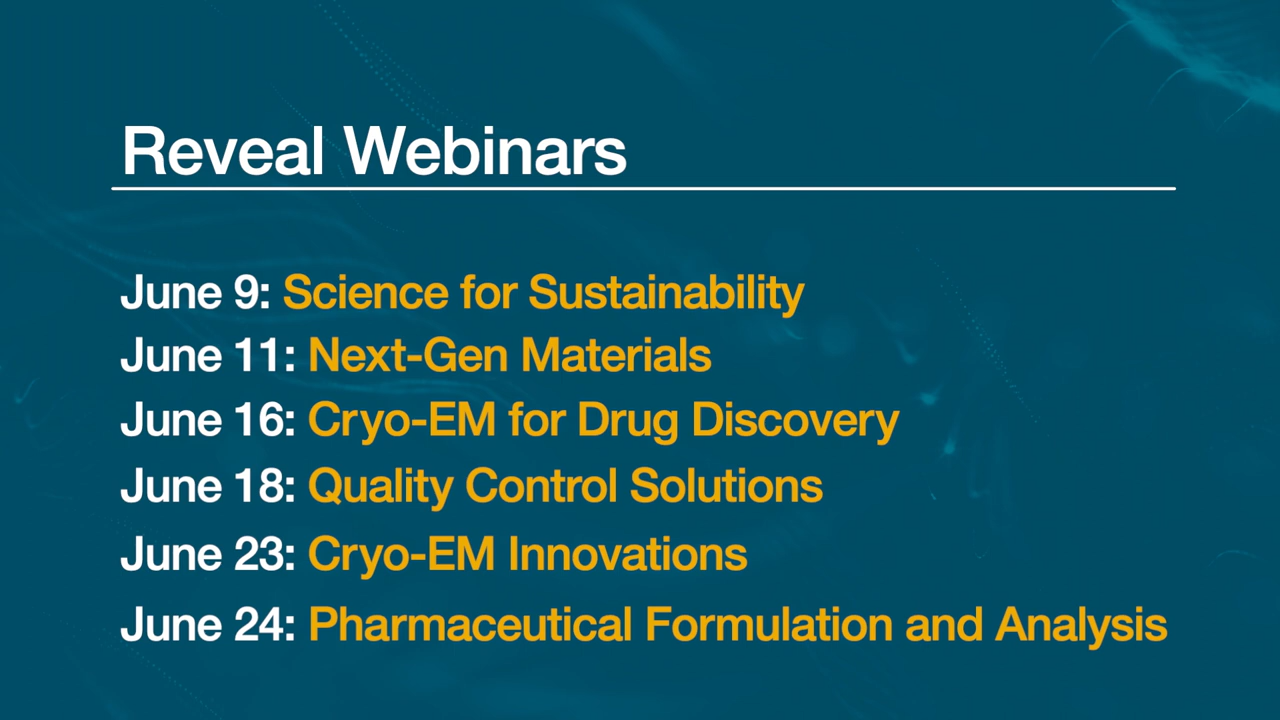 Reveal Webinars
June 9: Science for Sustainability
June 11: Next-Gen Materials
June 16: Cryo-EM for Drug Discovery
June 18: Quality Control Solutions
June 23: Cryo-EM Innovations
June 24: Pharmaceutical Formulation and Analysis